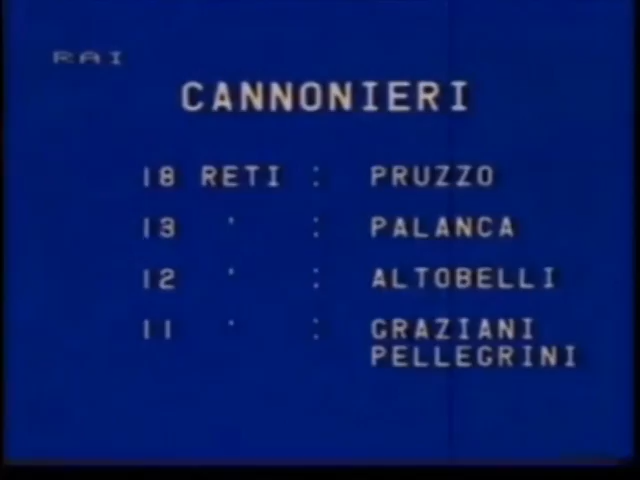 RAI
CANNONIERI
18 RETI : PRUZZO
13 ' : PALANCA
12 ' : ALTOBELLI
11 ' : GRAZIANI
PELLEGRINI